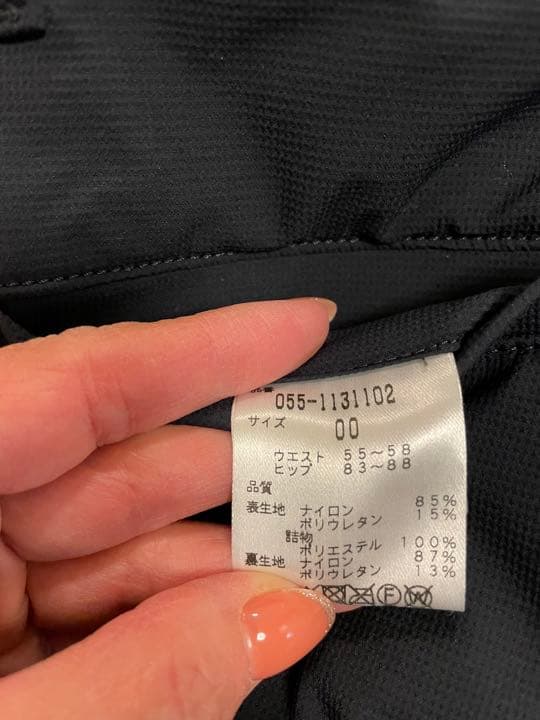 品番
055-1131102
サイズ
00
ウエスト 55~58
ヒップ 83~88
品質
表生地 ナイロン 85%
ポリウレタン 15%
詰物
ポリエステル 100%
裏生地 ナイロン 87%
ポリウレタン 13%